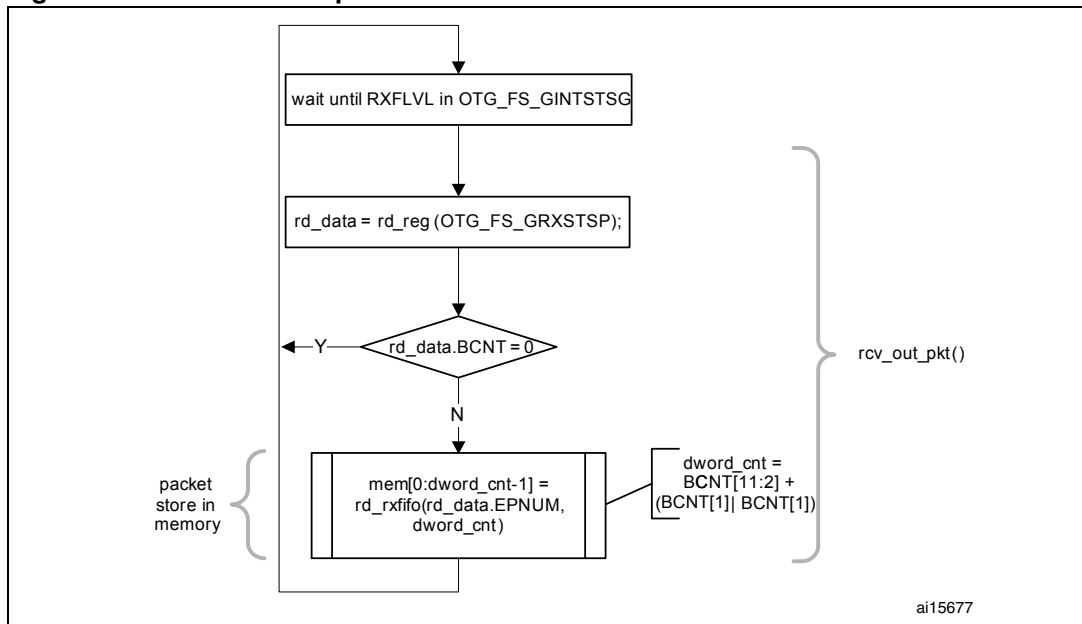 wait until RXFLVL in OTG_FS_GINTSTSG
rd_data = rd_reg (OTG_FS_GRXSTSP);
rd_data.BCNT = 0
Y
rcv_out_pkt()
N
packet
store in
memory
mem[0:dword_cnt-1] =
rd_rxfifo(rd_data.EPNUM,
dword_cnt)
dword_cnt =
BCNT[11:2] +
(BCNT[1]| BCNT[1])
ai15677